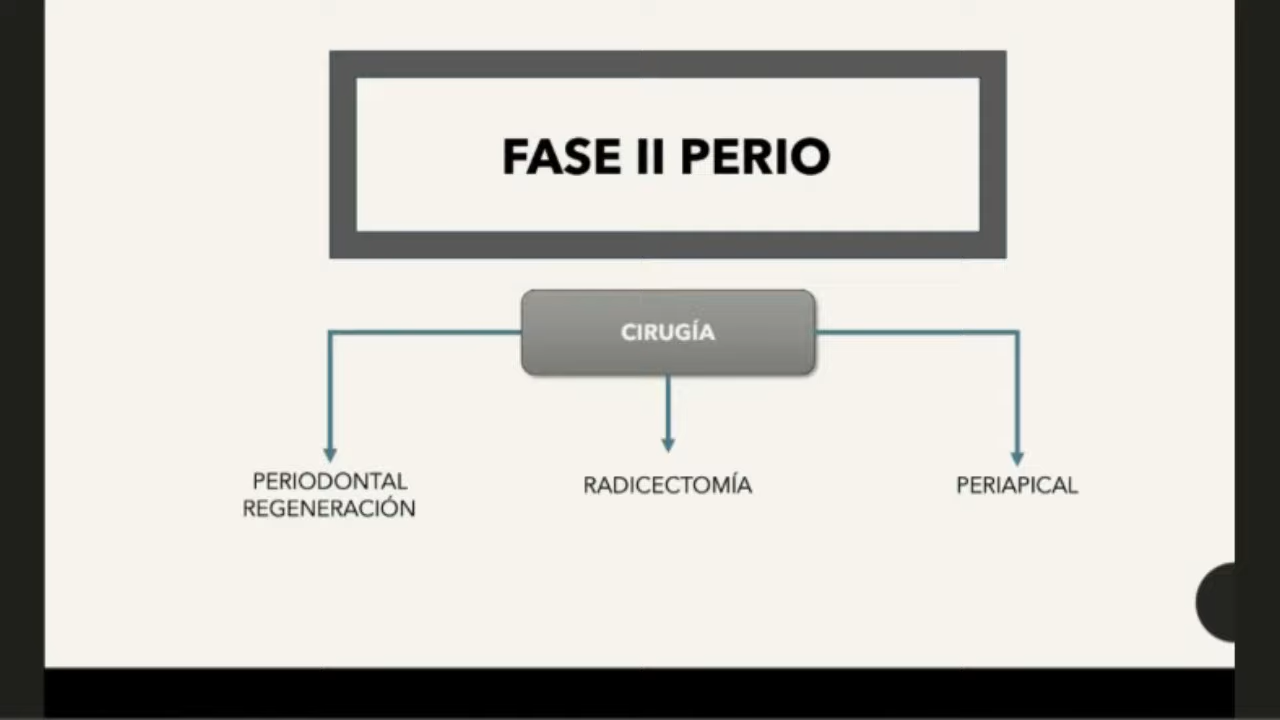 FASE II PERIO
CIRUGÍA
PERIODONTAL
REGENERACIÓN
RADICECTOMÍA
PERIAPICAL